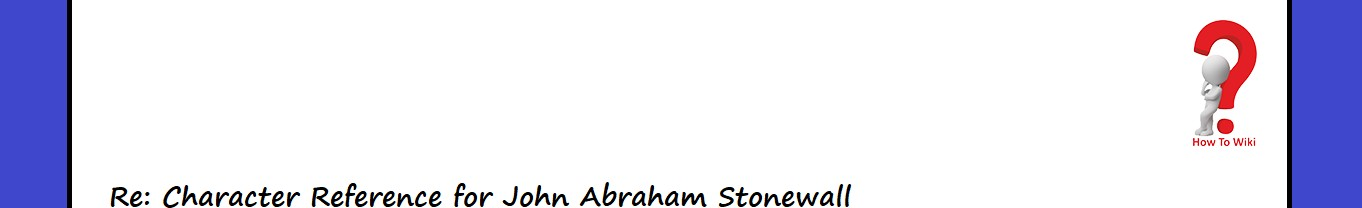 How To Wiki
Re: Character Reference for John Abraham Stonewall